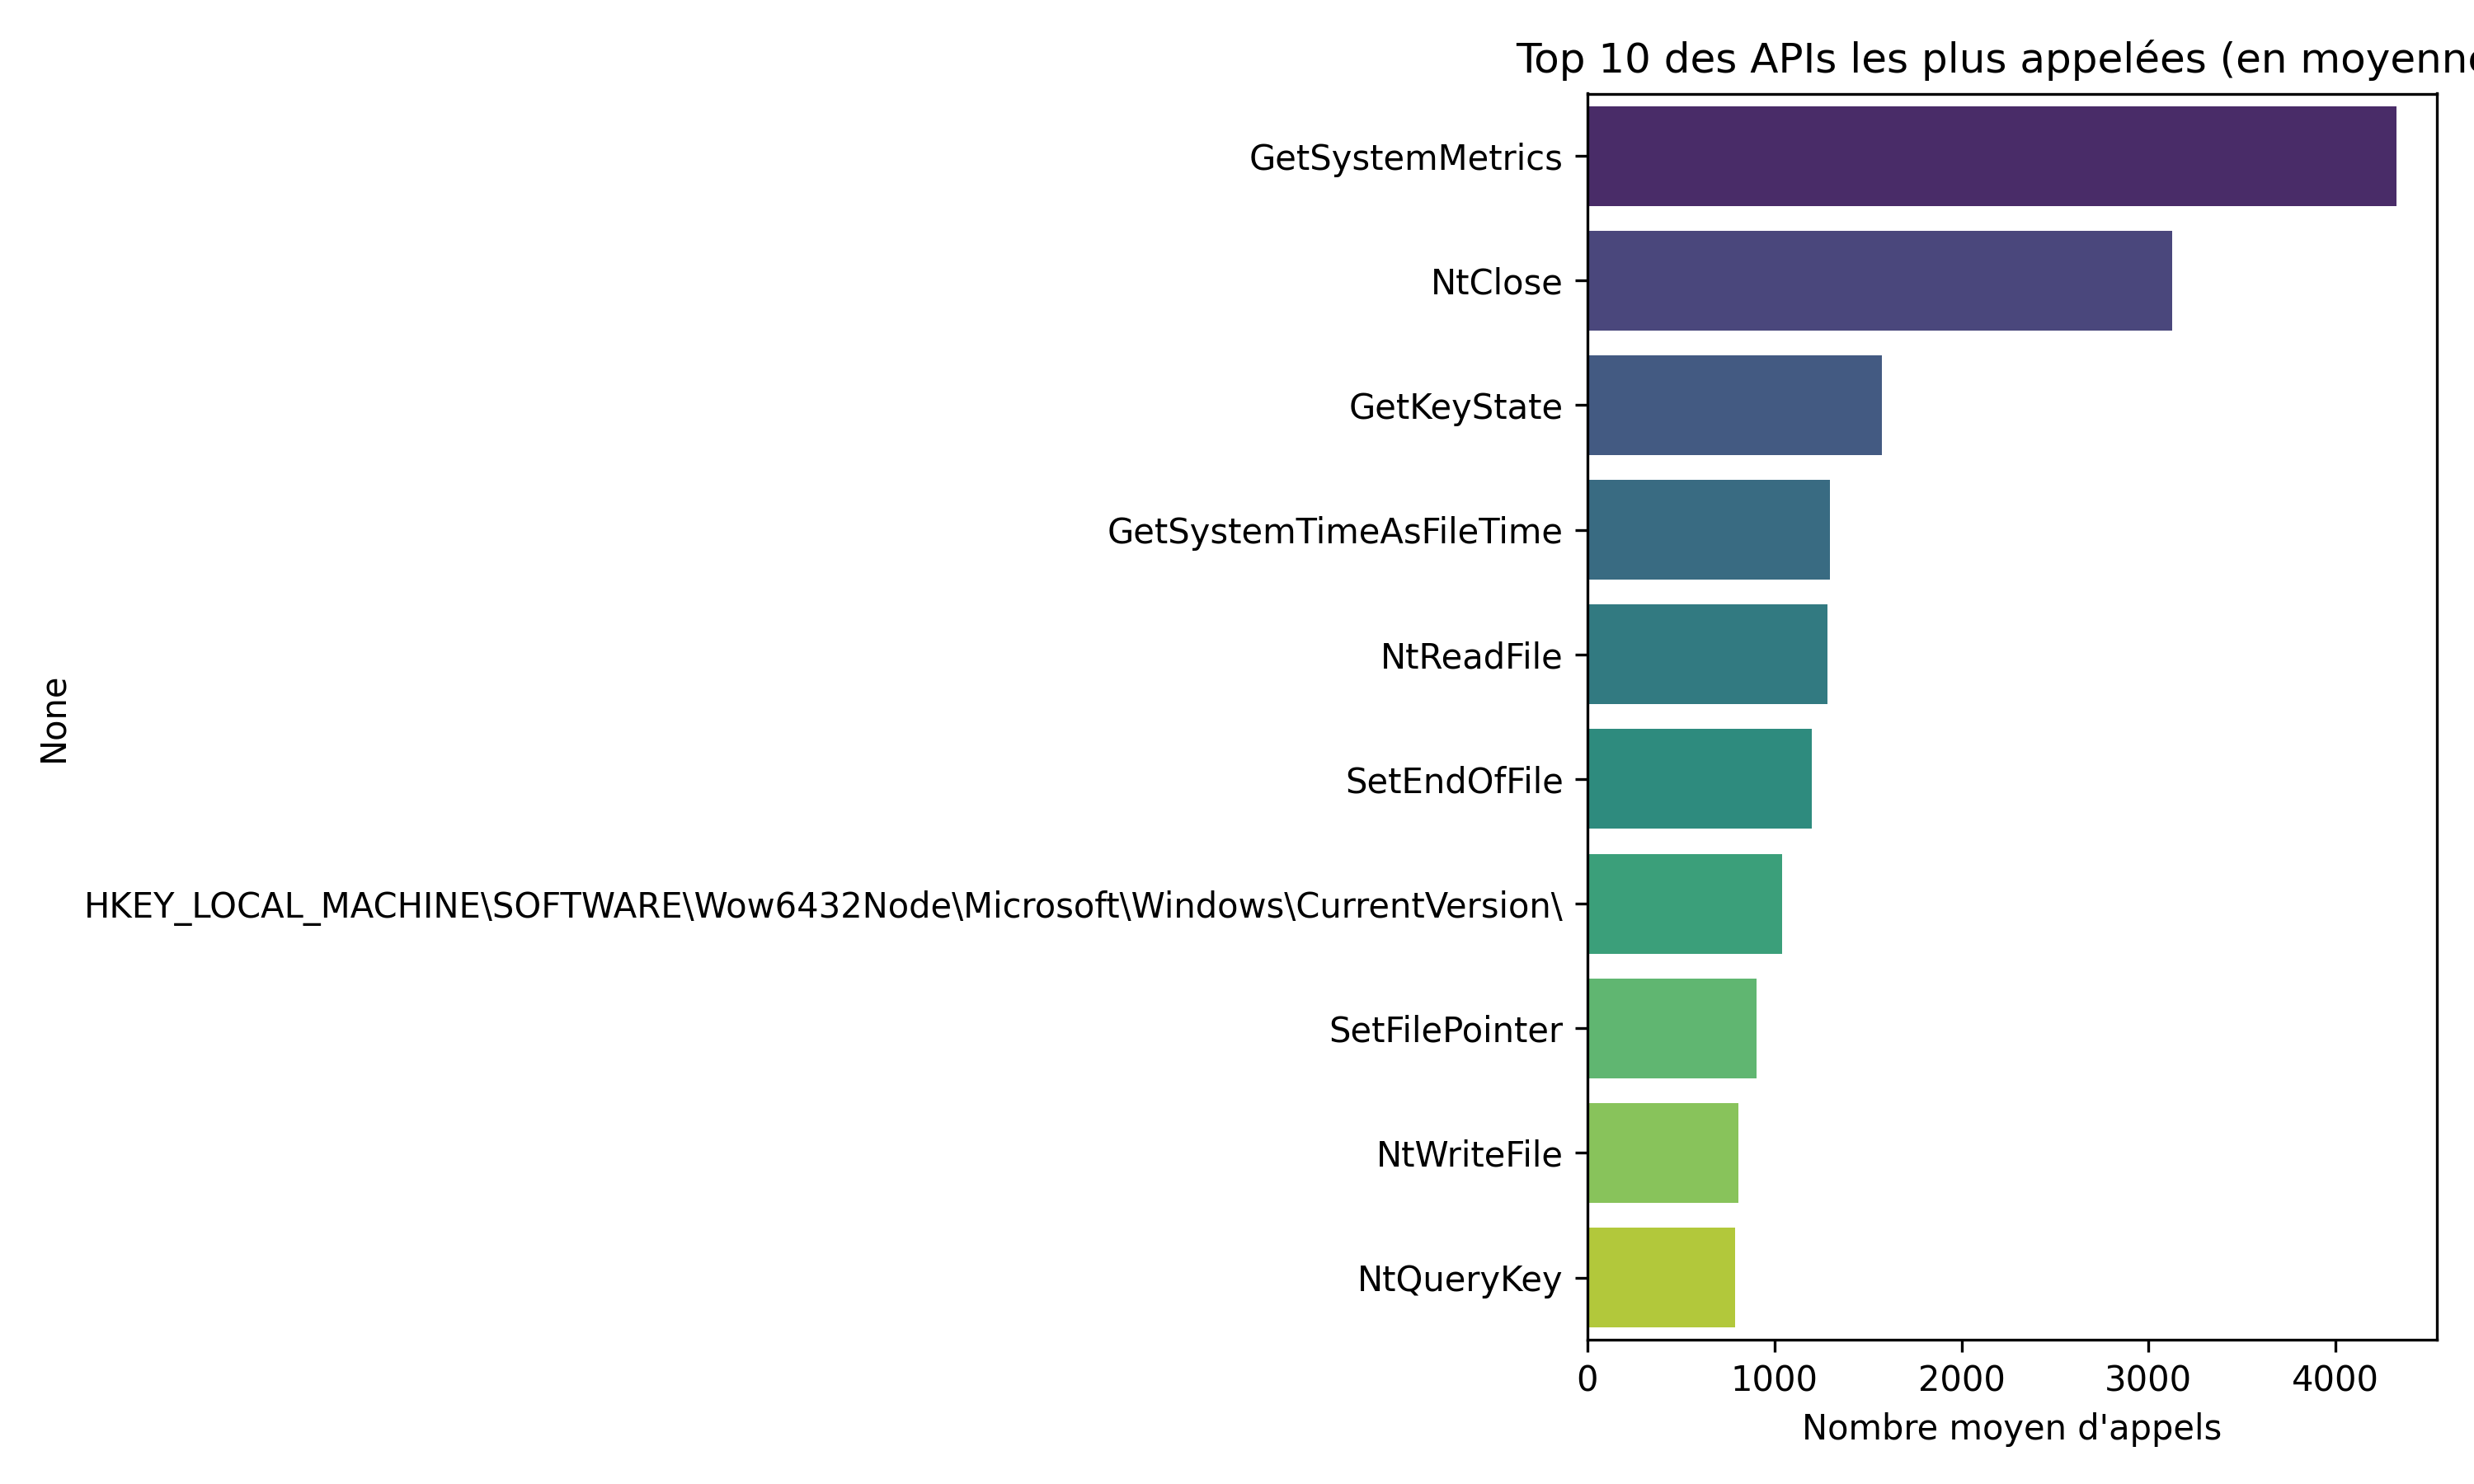 Top 10 des APIs les plus appelées (en moyenne
GetSystemMetrics
NtClose
GetKeyState
GetSystemTimeAsFileTime
NtReadFile
SetEndOfFile
HKEY_LOCAL_MACHINE\SOFTWARE\Wow6432Node\Microsoft\Windows\CurrentVersion\
SetFilePointer
NtWriteFile
NtQueryKey
None
0 1000 2000 3000 4000
Nombre moyen d'appels